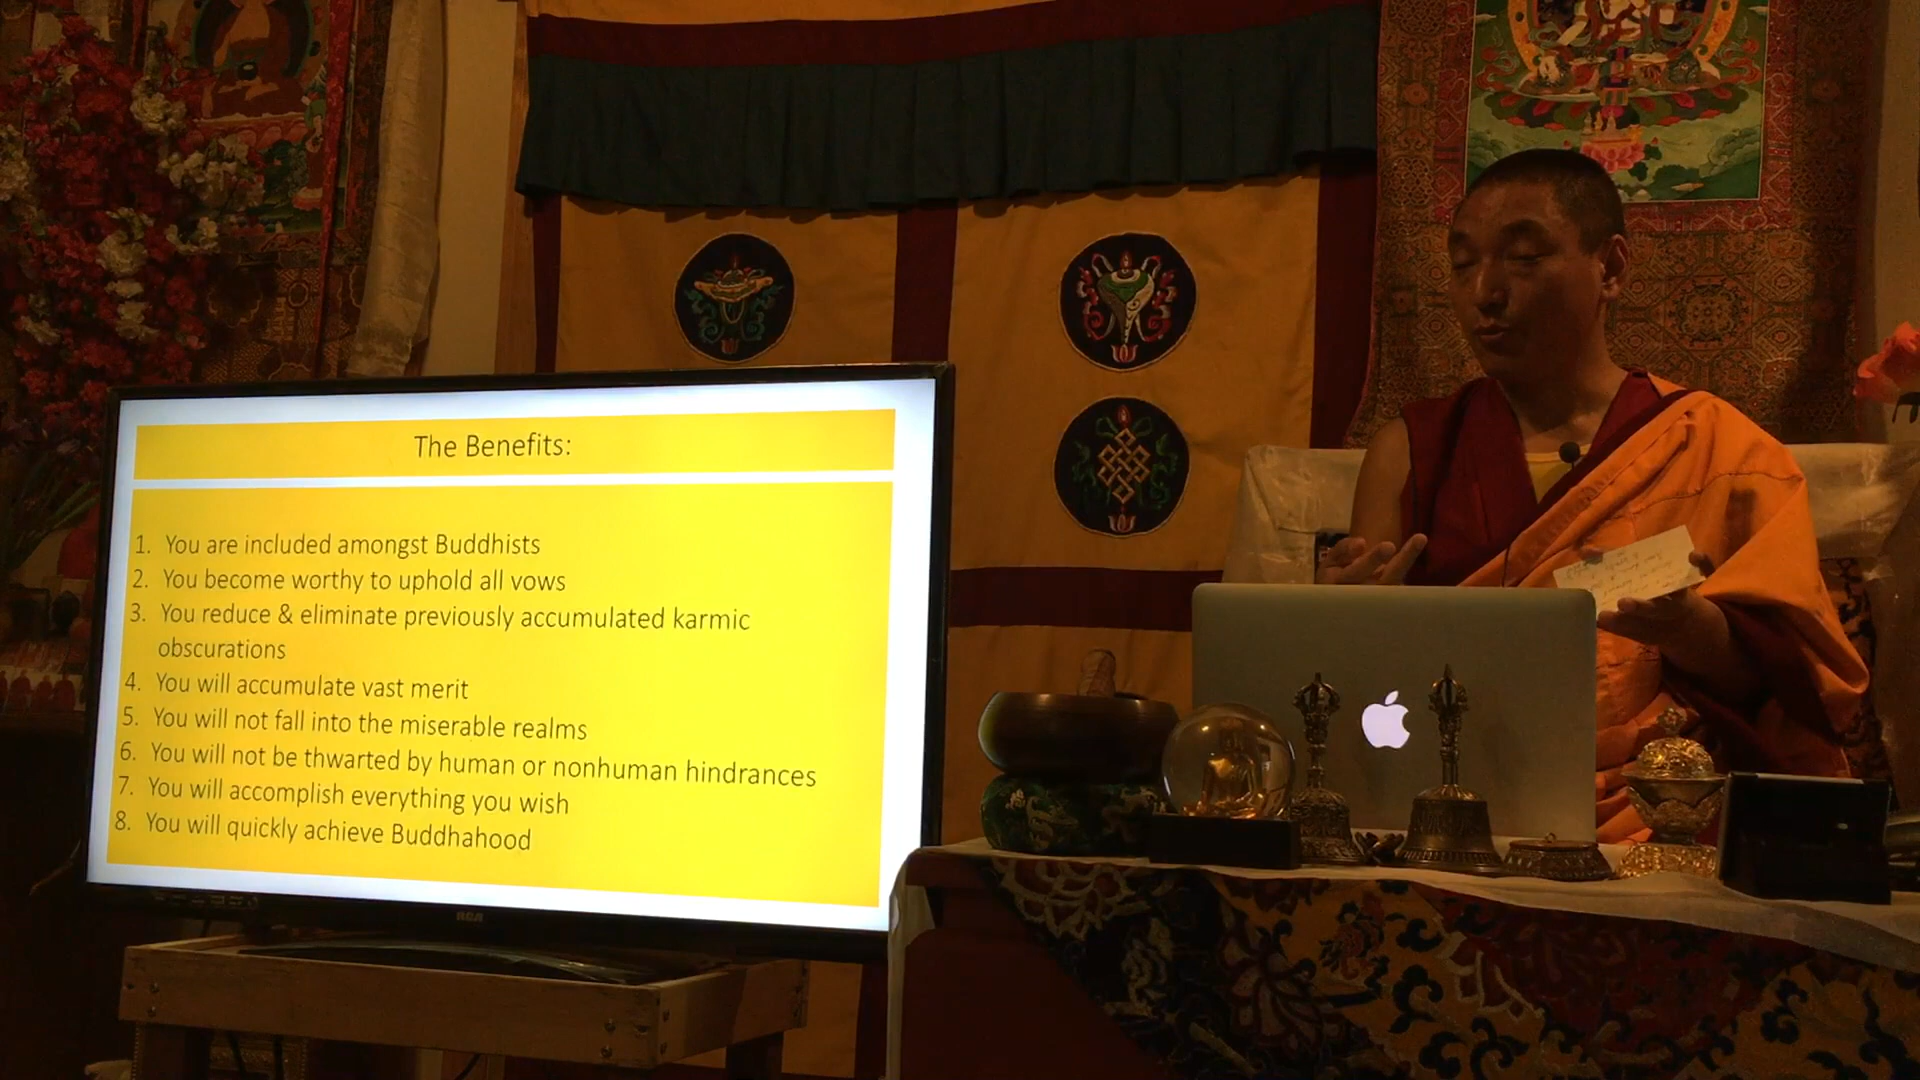 The Benefits:
1. You are included amongst Buddhists
2. You become worthy to uphold all vows
3. You reduce & eliminate previously accumulated karmic
obscurations
4. You will accumulate vast merit
5. You will not fall into the miserable realms
6. You will not be thwarted by human or nonhuman hindrances
7. You will accomplish everything you wish
8. You will quickly achieve Buddhahood
RCA